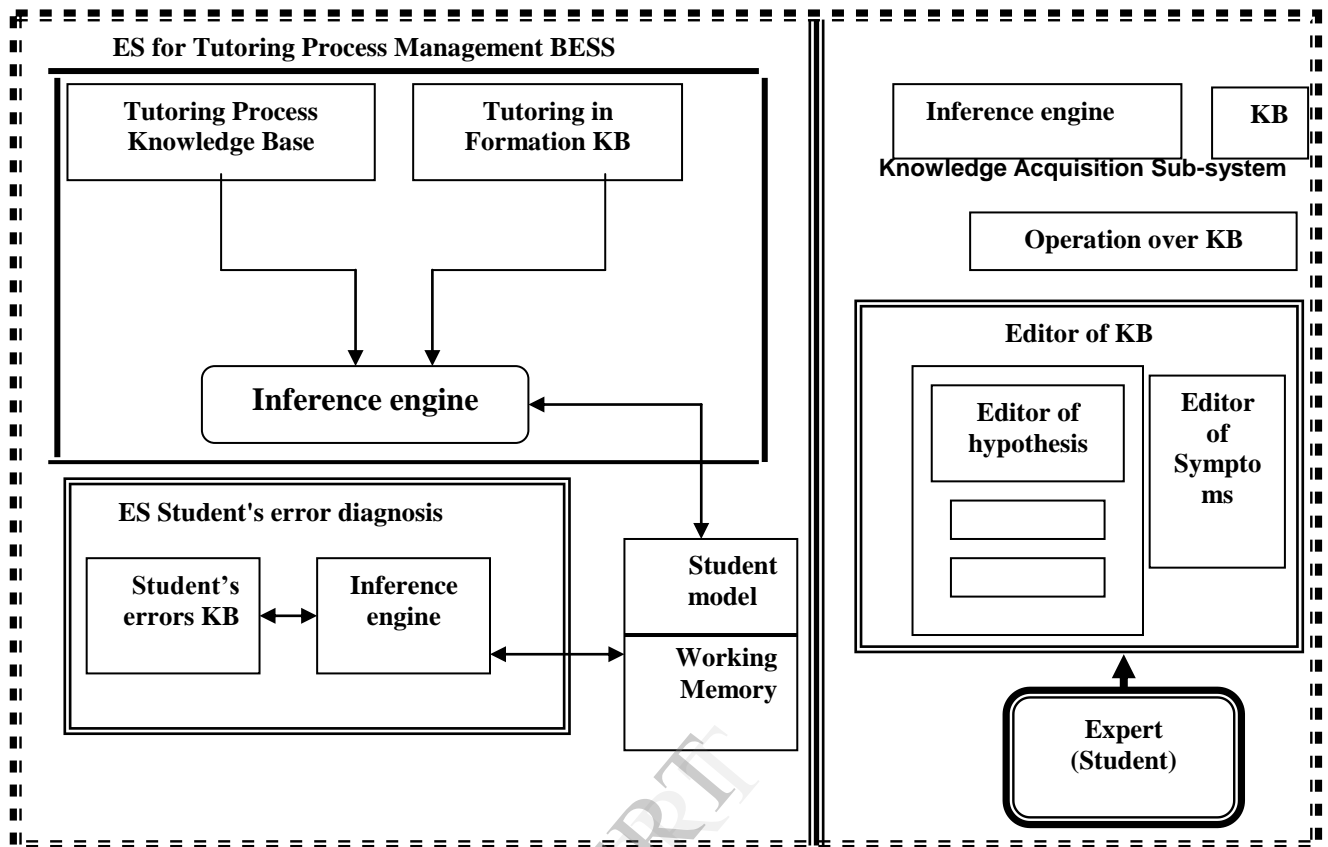 ES for Tutoring Process Management BESS
Tutoring Process
Knowledge Base
Tutoring in
Formation KB
Inference engine
ES Student's error diagnosis
Student’s
errors KB
Inference
engine
Student
model
Working
Memory
Inference engine
KB
Knowledge Acquisition Sub-system
Operation over KB
Editor of KB
Editor of
hypothesis
Editor
of
Sympto
ms
Expert
(Student)